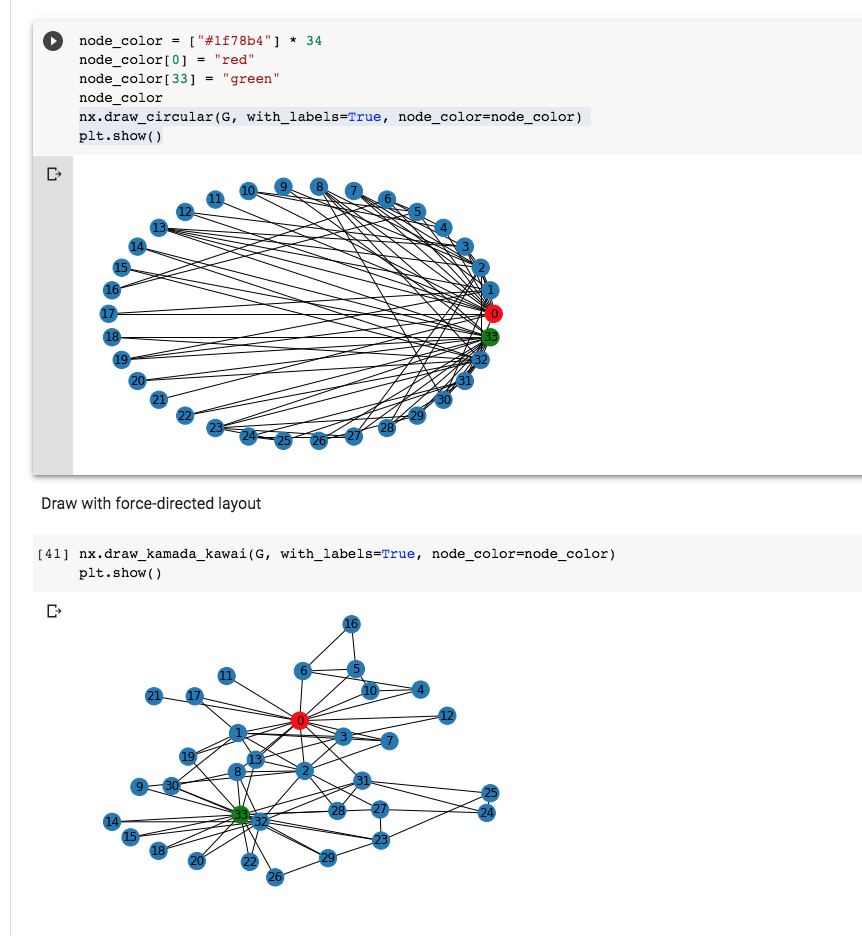 node_color = ["#1f78b4"] * 34
node_color[0] = "red"
node_color[33] = "green"
node_color
nx.draw_circular(G, with_labels=True, node_color=node_color)
plt.show()
10 9 8 7
11 6
12 5
13 4
14 3
15 2
16 1
17 0
18 33
19 32
20 31
21 30
22 29
23 28
24 25 26 27
Draw with force-directed layout
[41] nx.draw_kamada_kawai(G, with_labels=True, node_color=node_color)
plt.show()
16
6 5
11
21 17 10 4
0 12
1 3 7
19 13
8 2
9 30 31
25
14 33 32 28 27 24
15
18 23
20 22 29
26